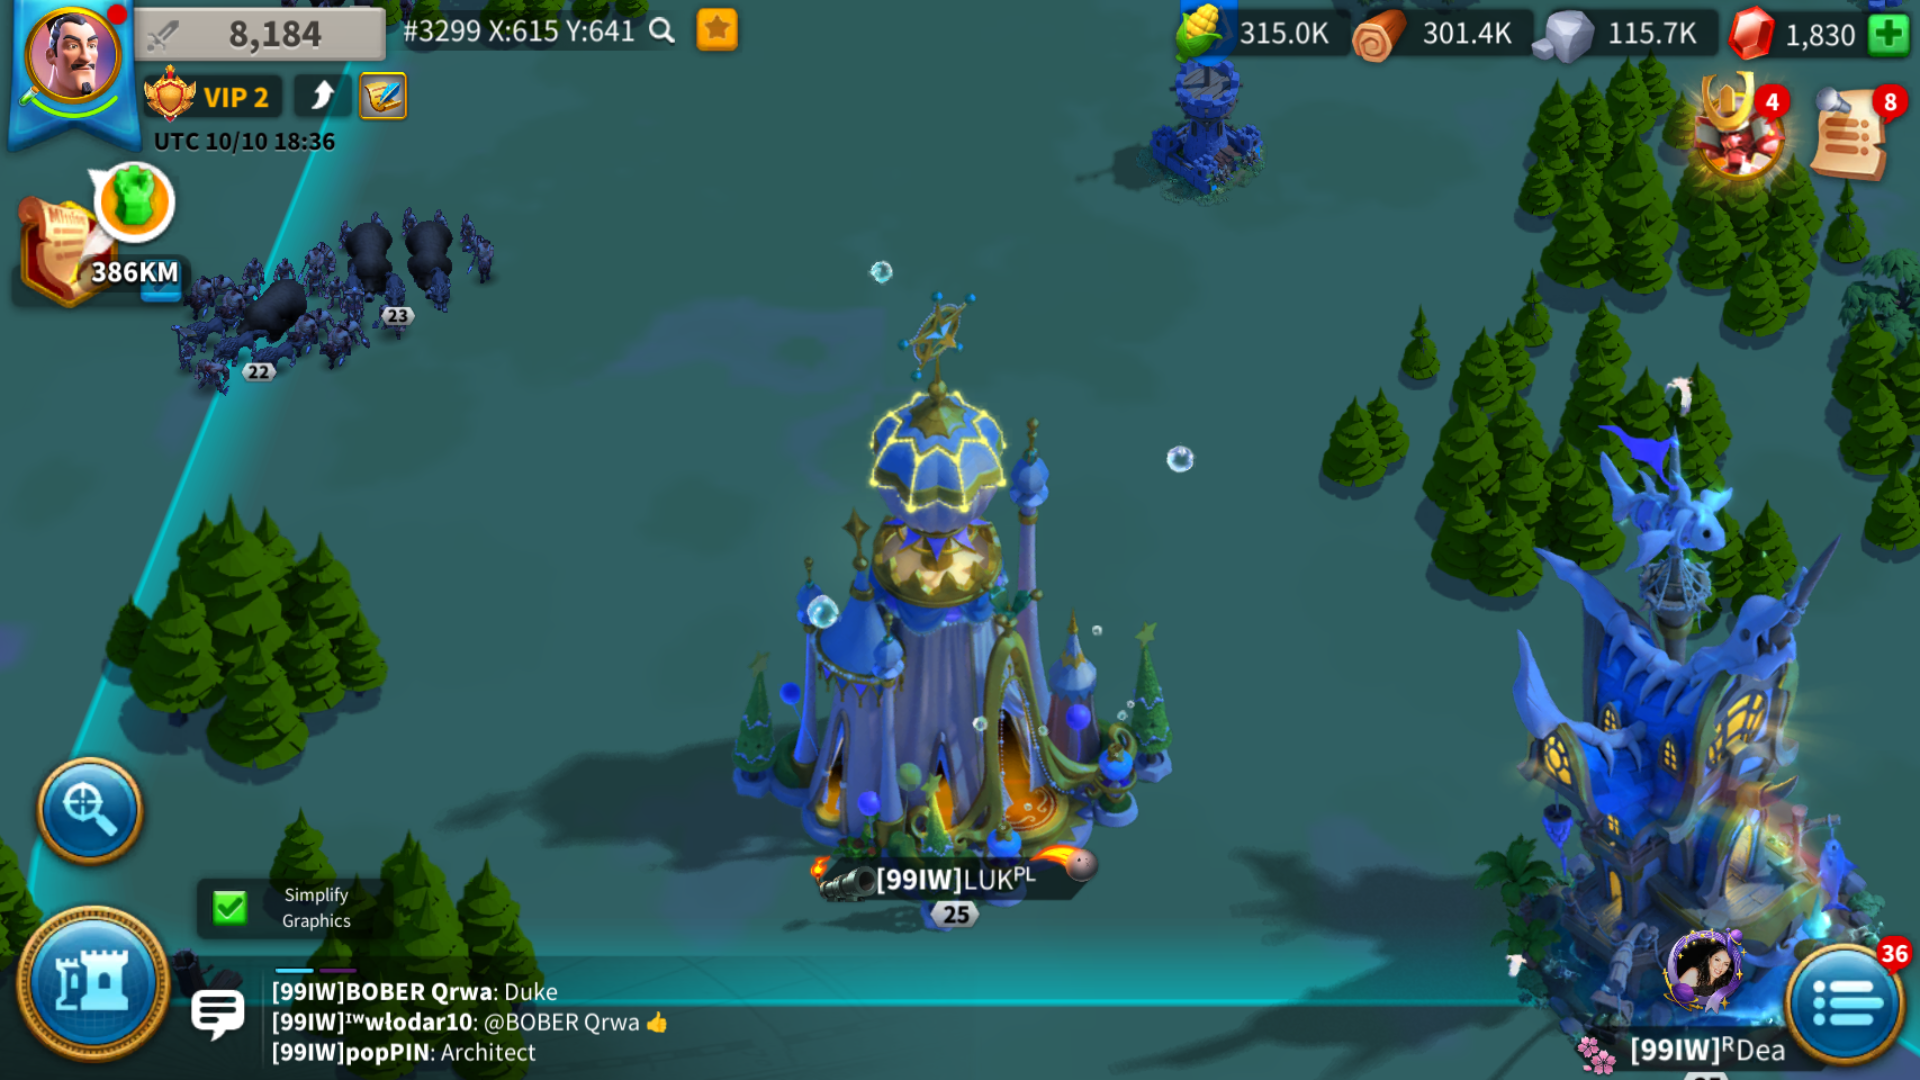 8,184
#3299 X:615 Y:641
315.0K
301.4K
115.7K
1,830
VIP 2
UTC 10/10 18:36
4
8
Mission
386KM
23
22
[99IW]LUKᴾᴸ
25
Simplify
Graphics
36
[99IW]BOBER Qrwa: Duke
[99IW]ᴵᵂwłodar10: @BOBER Qrwa 👍
[99IW]popPIN: Architect
[99IW]ᴿDea